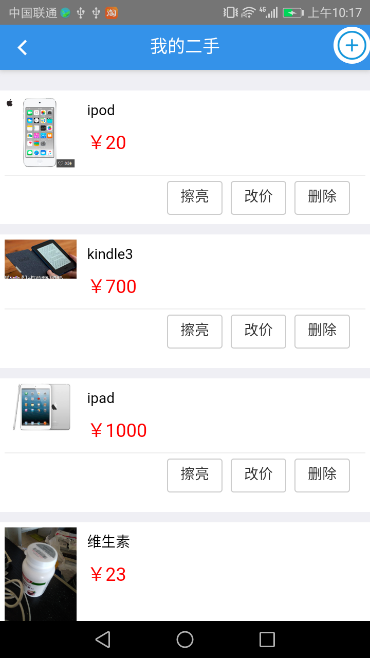 中国联通
上午10:17
我的二手
ipod
￥20
擦亮 改价 删除
kindle3
￥700
擦亮 改价 删除
ipad
￥1000
擦亮 改价 删除
维生素
￥23